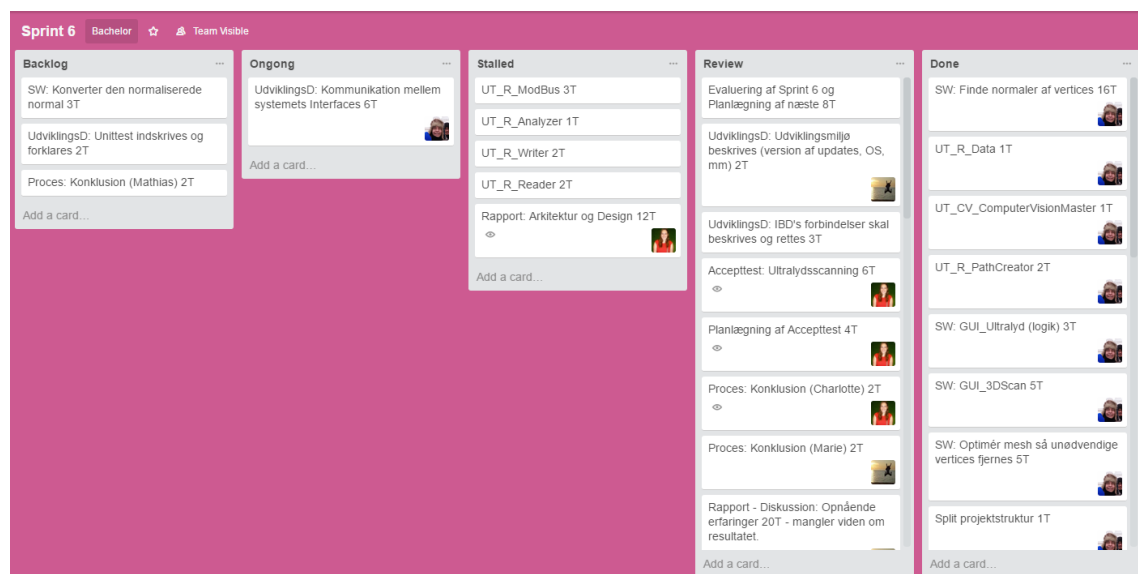 Sprint 6 Bachelor Team Visible
Backlog ...
SW: Konverter den normaliserede
normal 3T
UdviklingsD: Unittest indskrives og
forklares 2T
Proces: Konklusion (Mathias) 2T
Add a card...
Ongong ...
UdviklingsD: Kommunikation mellem
systemets Interfaces 6T
Add a card...
Stalled ...
UT_R_ModBus 3T
UT_R_Analyzer 1T
UT_R_Writer 2T
UT_R_Reader 2T
Rapport: Arkitektur og Design 12T
Add a card...
Review ...
Evaluering af Sprint 6 og
Planlægning af næste 8T
UdviklingsD: Udviklingsmiljø
beskrives (version af updates, OS,
mm) 2T
UdviklingsD: IBD's forbindelser skal
beskrives og rettes 3T
Accepttest: Ultralydsscanning 6T
Planlægning af Accepttest 4T
Proces: Konklusion (Charlotte) 2T
Proces: Konklusion (Marie) 2T
Rapport - Diskussion: Opnående
erfaringer 20T - mangler viden om
resultatet.
Add a card...
Done ...
SW: Finde normaler af vertices 16T
UT_R_Data 1T
UT_CV_ComputerVisionMaster 1T
UT_R_PathCreator 2T
SW: GUI_Ultralyd (logik) 3T
SW: GUI_3DScan 5T
SW: Optimér mesh så unødvendige
vertices fjernes 5T
Split projektstruktur 1T
Add a card...